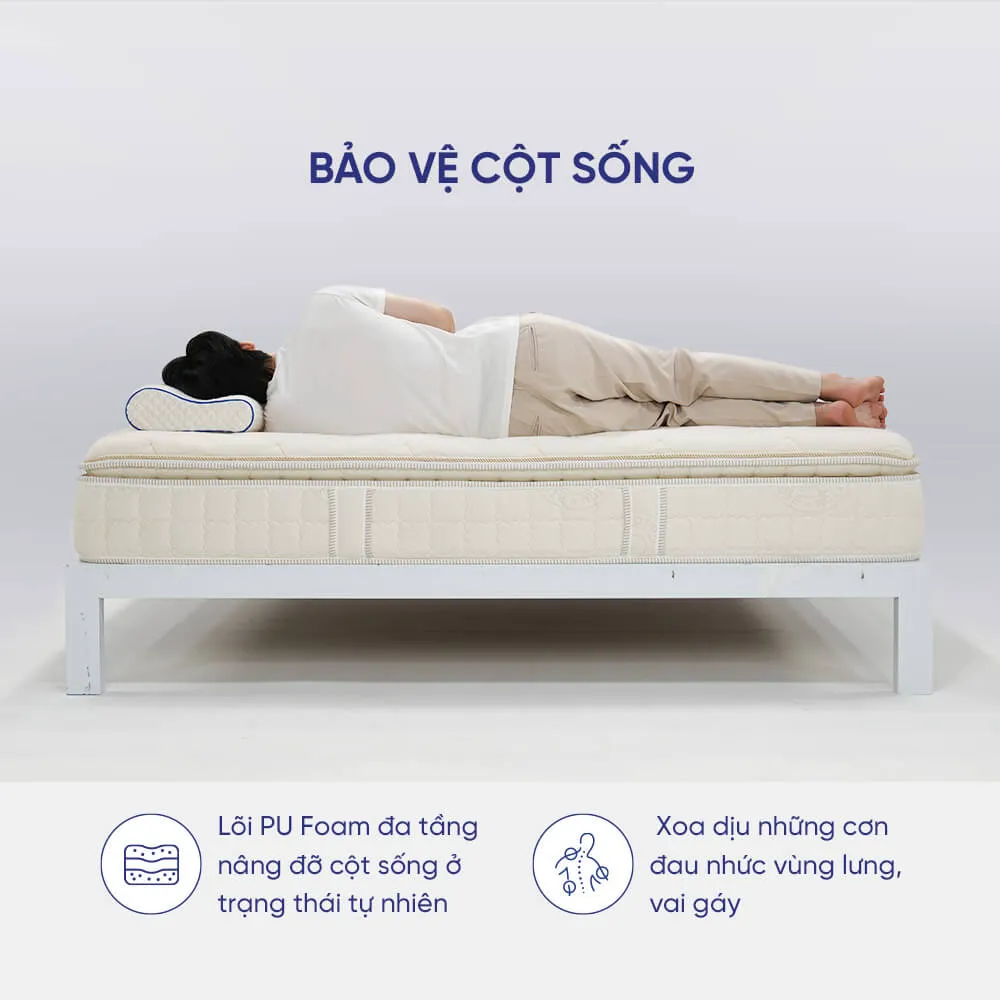 BẢO VỆ CỘT SỐNG
Lõi PU Foam đa tầng
nâng đỡ cột sống ở
trạng thái tự nhiên
Xoa dịu những cơn
đau nhức vùng lưng,
vai gáy